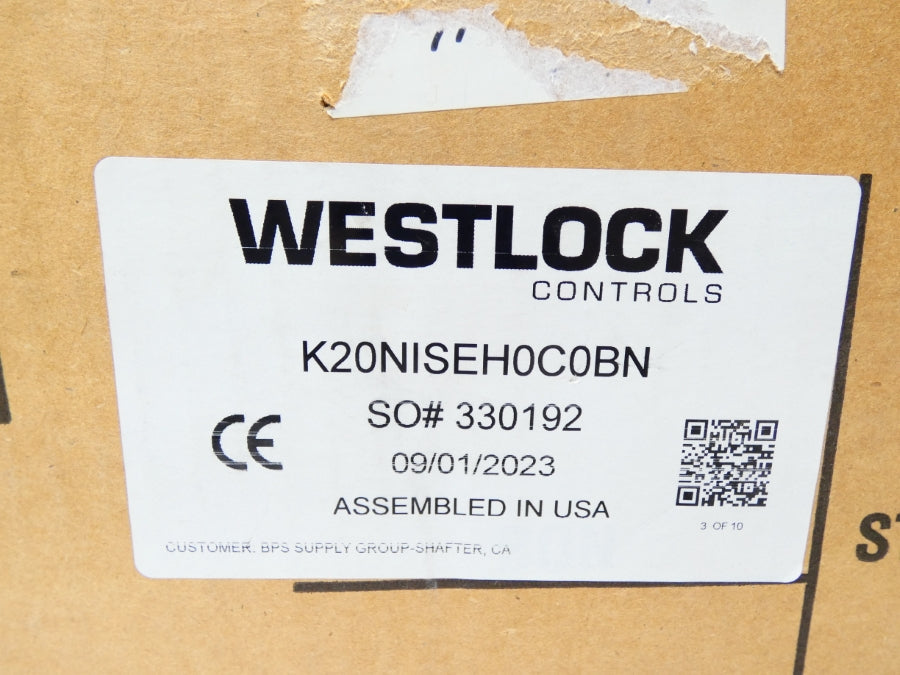 WESTLOCK
CONTROLS
K20NISEH0C0BN
SO# 330192
CE
09/01/2023
ASSEMBLED IN USA
3 OF 10
CUSTOMER: BPS SUPPLY GROUP-SHAFTER, CA